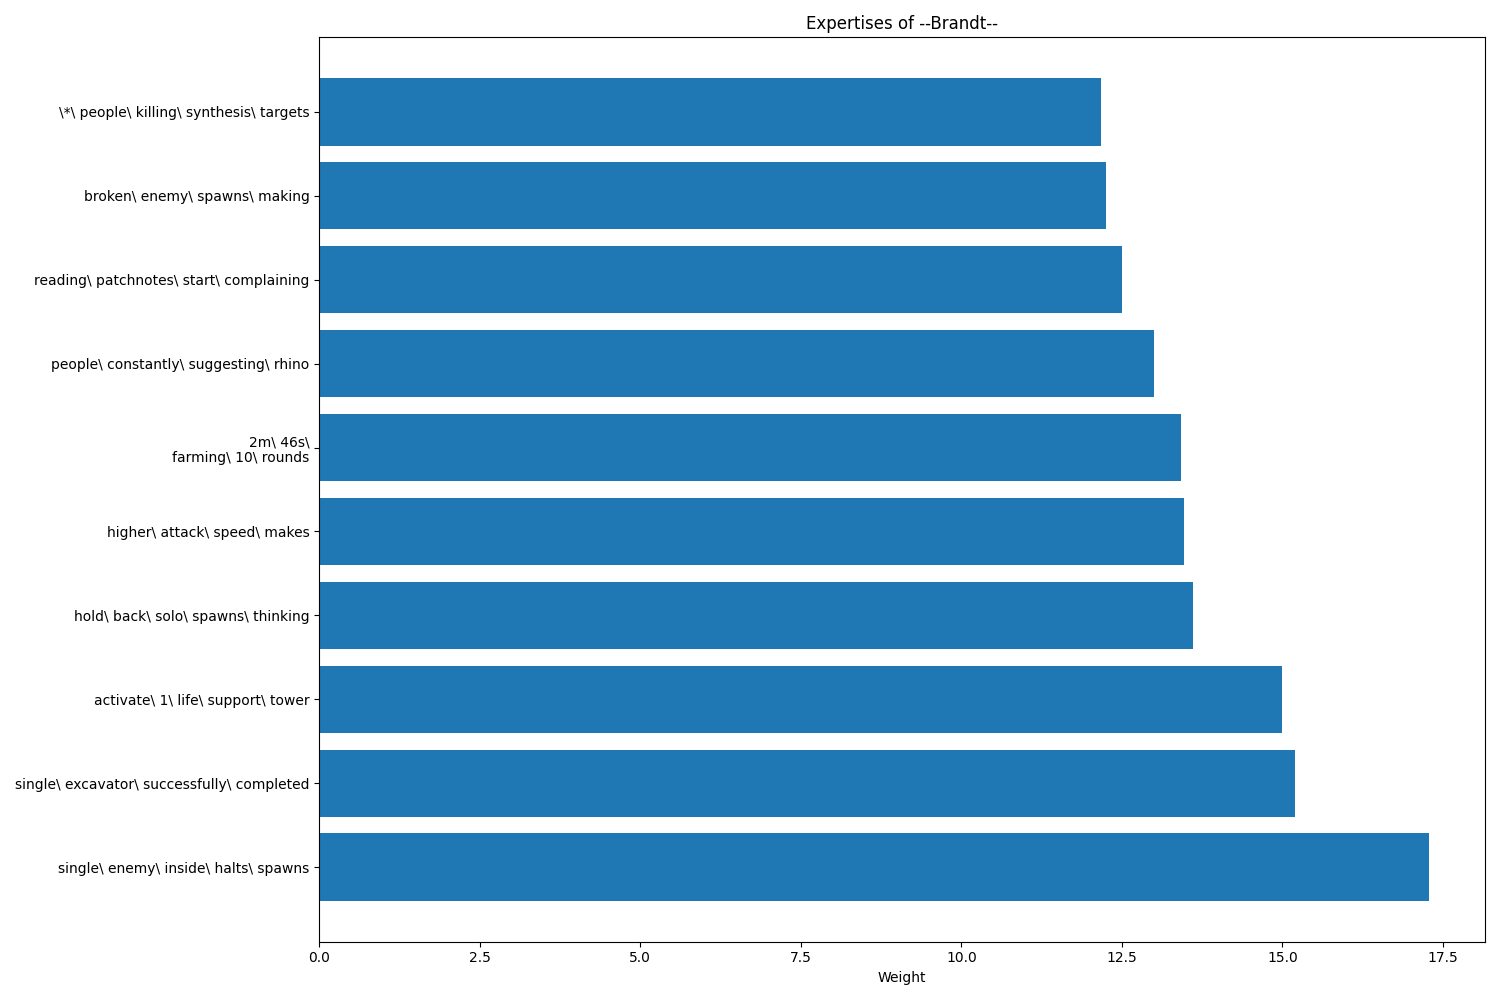 Expertises of --Brandt--
\*\ people\ killing\ synthesis\ targets
broken\ enemy\ spawns\ making
reading\ patchnotes\ start\ complaining
people\ constantly\ suggesting\ rhino
2m\ 46s\
farming\ 10\ rounds
higher\ attack\ speed\ makes
hold\ back\ solo\ spawns\ thinking
activate\ 1\ life\ support\ tower
single\ excavator\ successfully\ completed
single\ enemy\ inside\ halts\ spawns
0.0 2.5 5.0 7.5 10.0 12.5 15.0 17.5
Weight